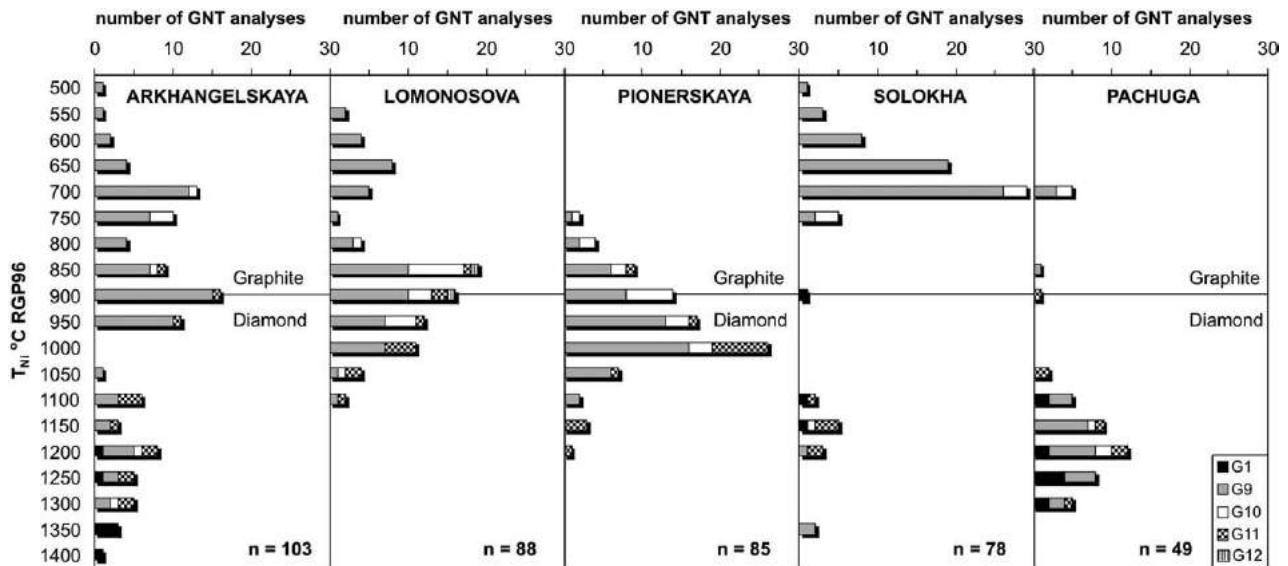 number of GNT analyses number of GNT analyses number of GNT analyses number of GNT analyses number of GNT analyses
0 10 20 30 10 20 30 10 20 30 10 20 30 10 20 30
ARKHANGELSKAYA LOMONOSOVA PIONERSKAYA SOLOKHA PACHUGA
T_Ni °C RGP96
500
550
600
650
700
750
800
850
900
950
1000
1050
1100
1150
1200
1250
1300
1350
1400
Graphite Graphite Graphite
Diamond Diamond Diamond
G1
G9
G10
G11
G12
n = 103 n = 88 n = 85 n = 78 n = 49